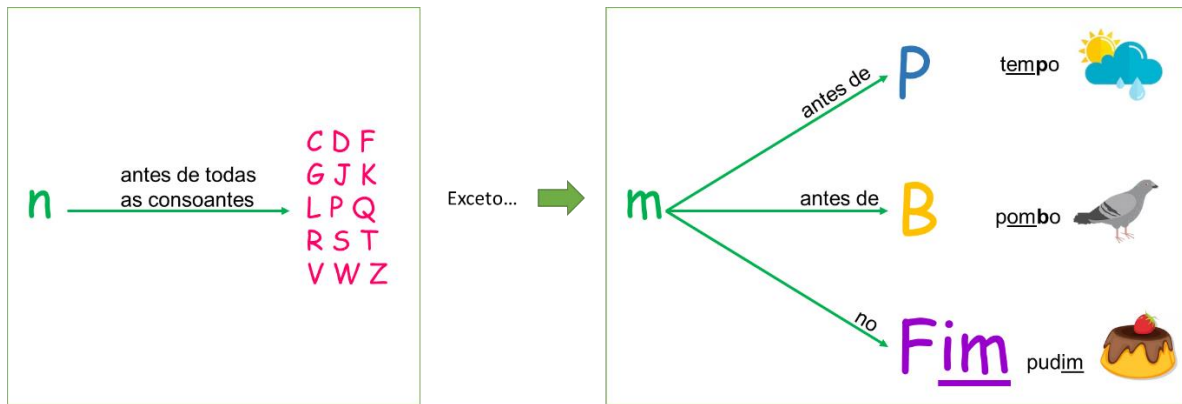 n
antes de todas
as consoantes
C D F
G J K
L P Q
R S T
V W Z
Exceto...
m
antes de
P
tempo
antes de
B
pombo
no
Fim
pudim